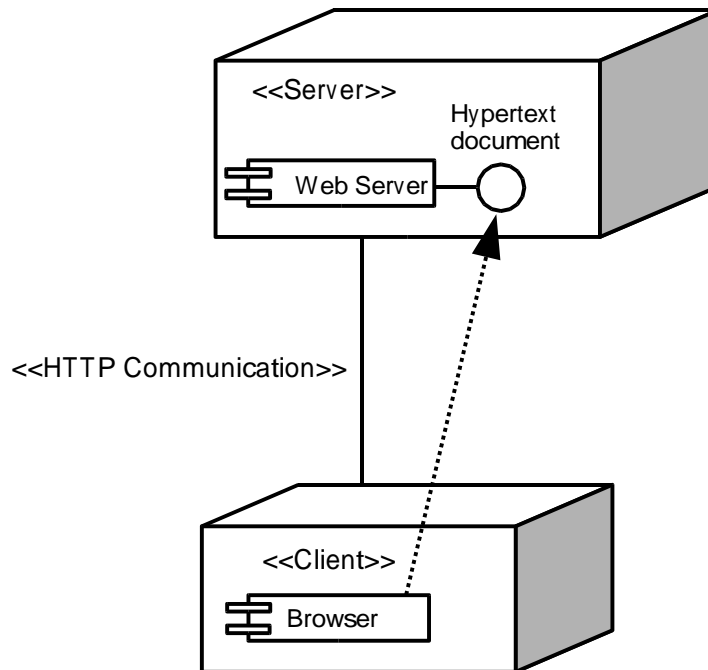 <<Server>>
Hypertext
document
Web Server
<<HTTP Communication>>
<<Client>>
Browser